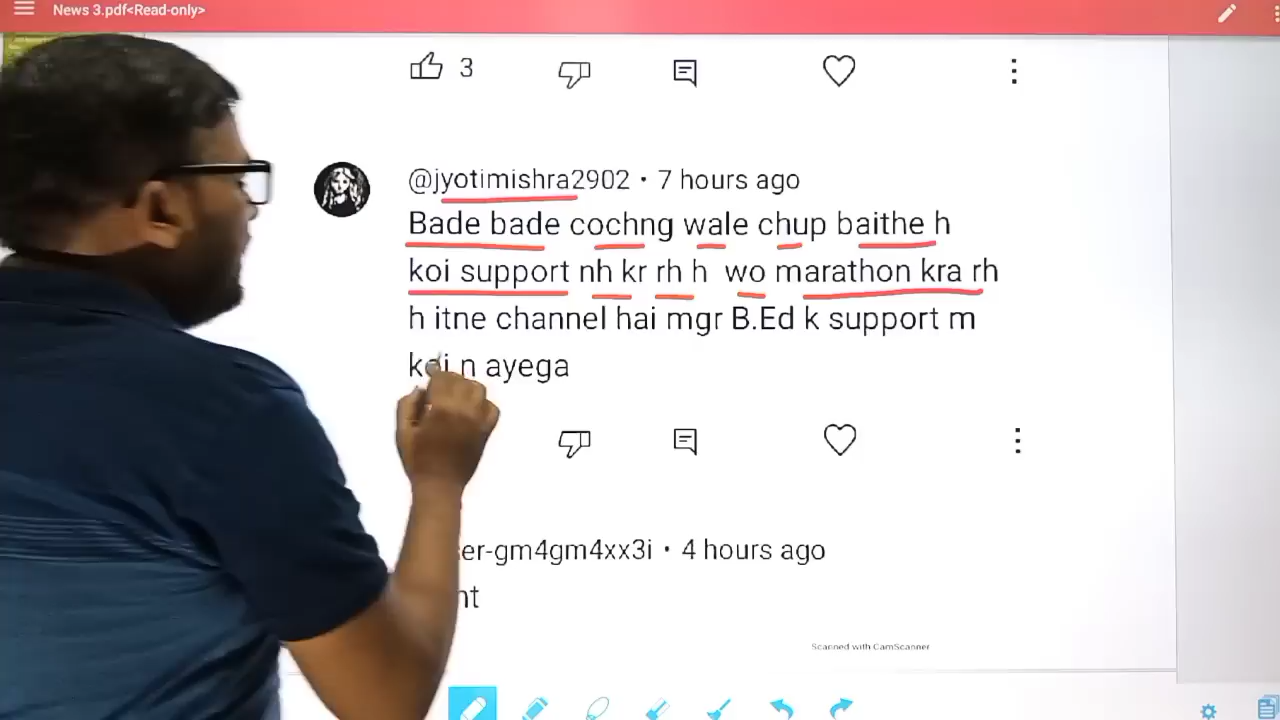 News 3.pdf<Read-only>
3
@jyotimishra2902 · 7 hours ago
Bade bade cochng wale chup baithe h
koi support nh kr rh h wo marathon kra rh
h itne channel hai mgr B.Ed k support m
koi n ayega
er-gm4gm4xx3i · 4 hours ago
nt
Scanned with CamScanner